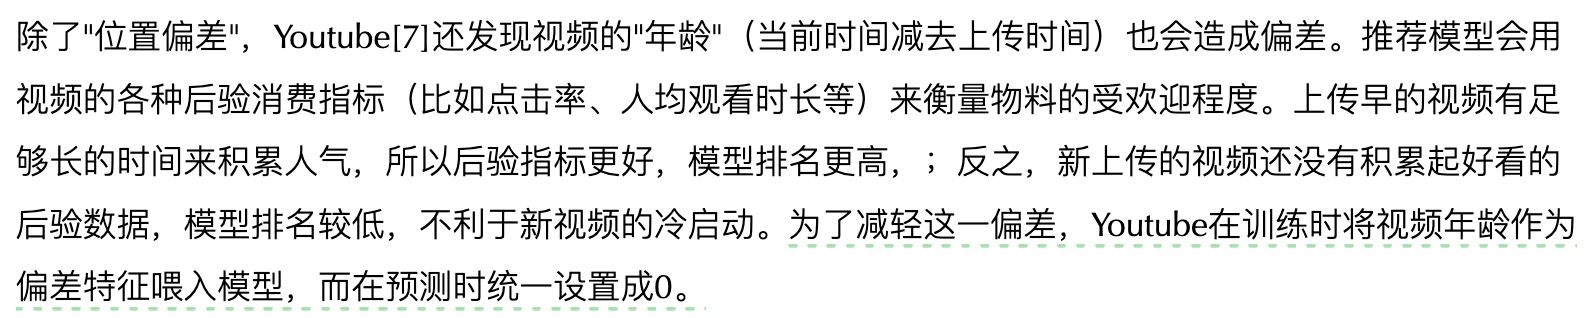 除了"位置偏差"，Youtube[7]还发现视频的"年龄"（当前时间减去上传时间）也会造成偏差。推荐模型会用
视频的各种后验消费指标（比如点击率、人均观看时长等）来衡量物料的受欢迎程度。上传早的视频有足
够长的时间来积累人气，所以后验指标更好，模型排名更高，；反之，新上传的视频还没有积累起好看的
后验数据，模型排名较低，不利于新视频的冷启动。为了减轻这一偏差，Youtube在训练时将视频年龄作为
偏差特征喂入模型，而在预测时统一设置成0。